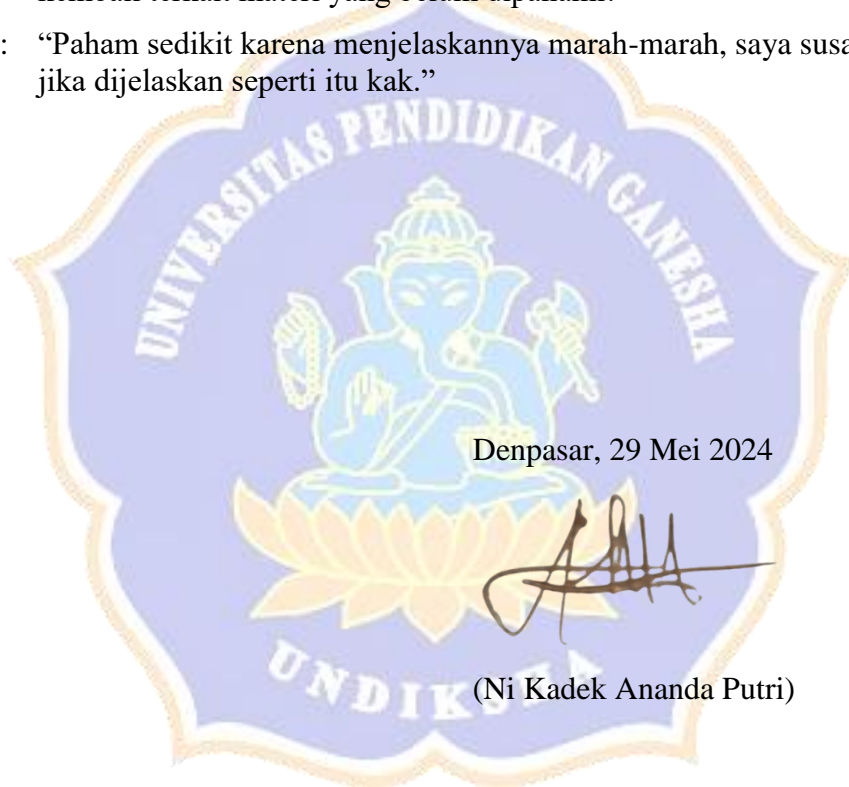 : “Paham sedikit karena menjelaskannya marah-marah, saya
jika dijelaskan seperti itu kak.”
UNIVERSITAS PENDIDIKAN GANESHA
Denpasar, 29 Mei 2024
UNDIKSHA
(Ni Kadek Ananda Putri)